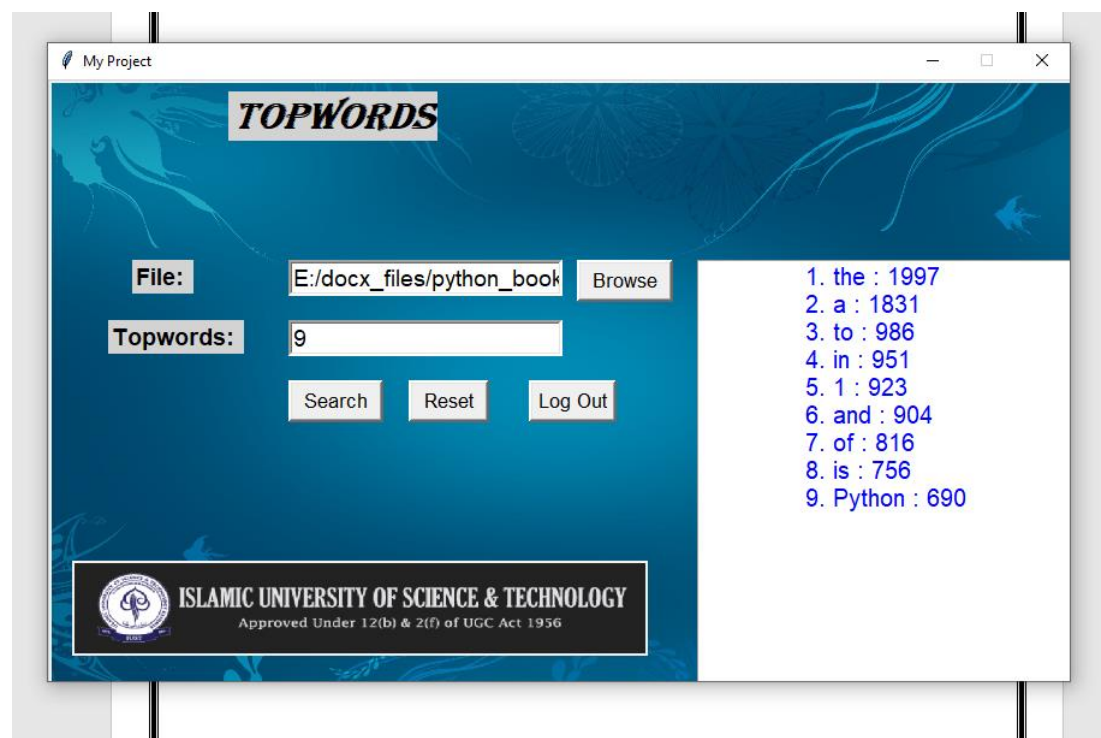 My Project
TOPWORDS
File:
E:/docx_files/python_book
Browse
Topwords:
9
Search
Reset
Log Out
1. the : 1997
2. a : 1831
3. to : 986
4. in : 951
5. 1 : 923
6. and : 904
7. of : 816
8. is : 756
9. Python : 690
ISLAMIC UNIVERSITY OF SCIENCE & TECHNOLOGY
Approved Under 12(b) & 2(f) of UGC Act 1956